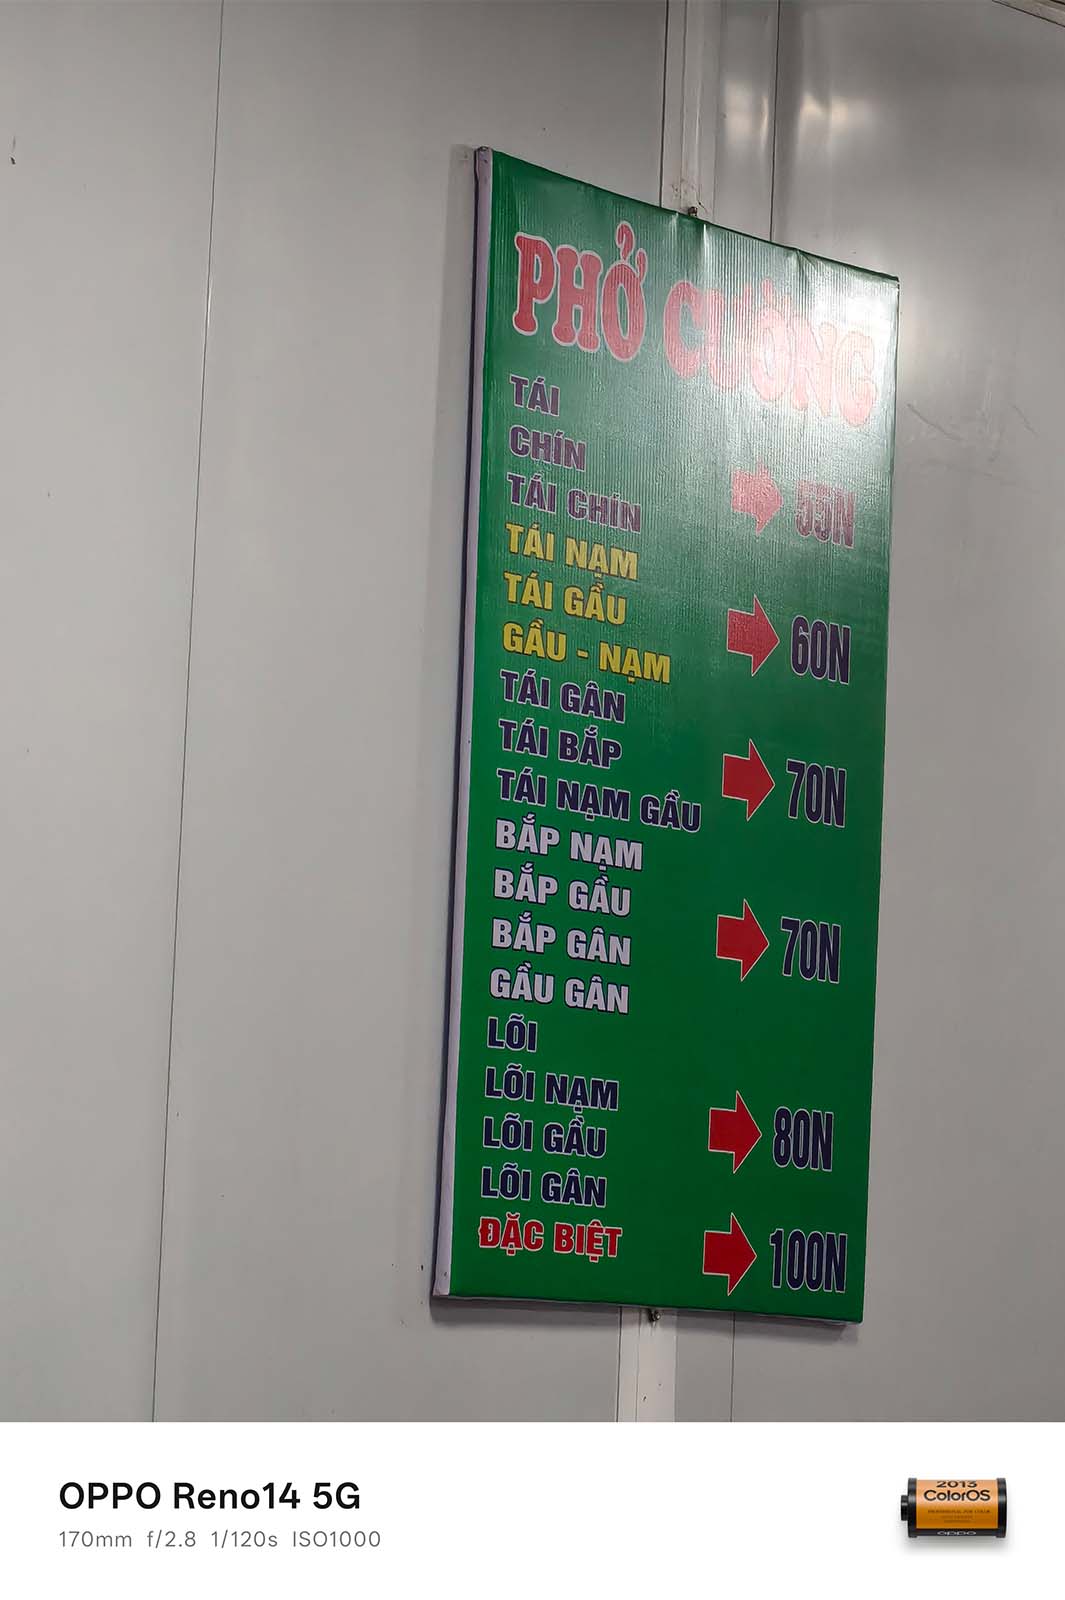 PHỞ CƯỜNG
TÁI
CHÍN
TÁI CHÍN
55N
TÁI NẠM
TÁI GẦU
60N
GẦU - NẠM
TÁI GÂN
TÁI BẮP
70N
TÁI NẠM GẦU
BẮP NẠM
BẮP GẦU
BẮP GÂN
70N
GẦU GÂN
LÕI
LÕI NẠM
LÕI GẦU
80N
LÕI GÂN
ĐẶC BIỆT
100N
OPPO Reno14 5G
170mm f/2.8 1/120s ISO1000
2013
ColorOS
oppo